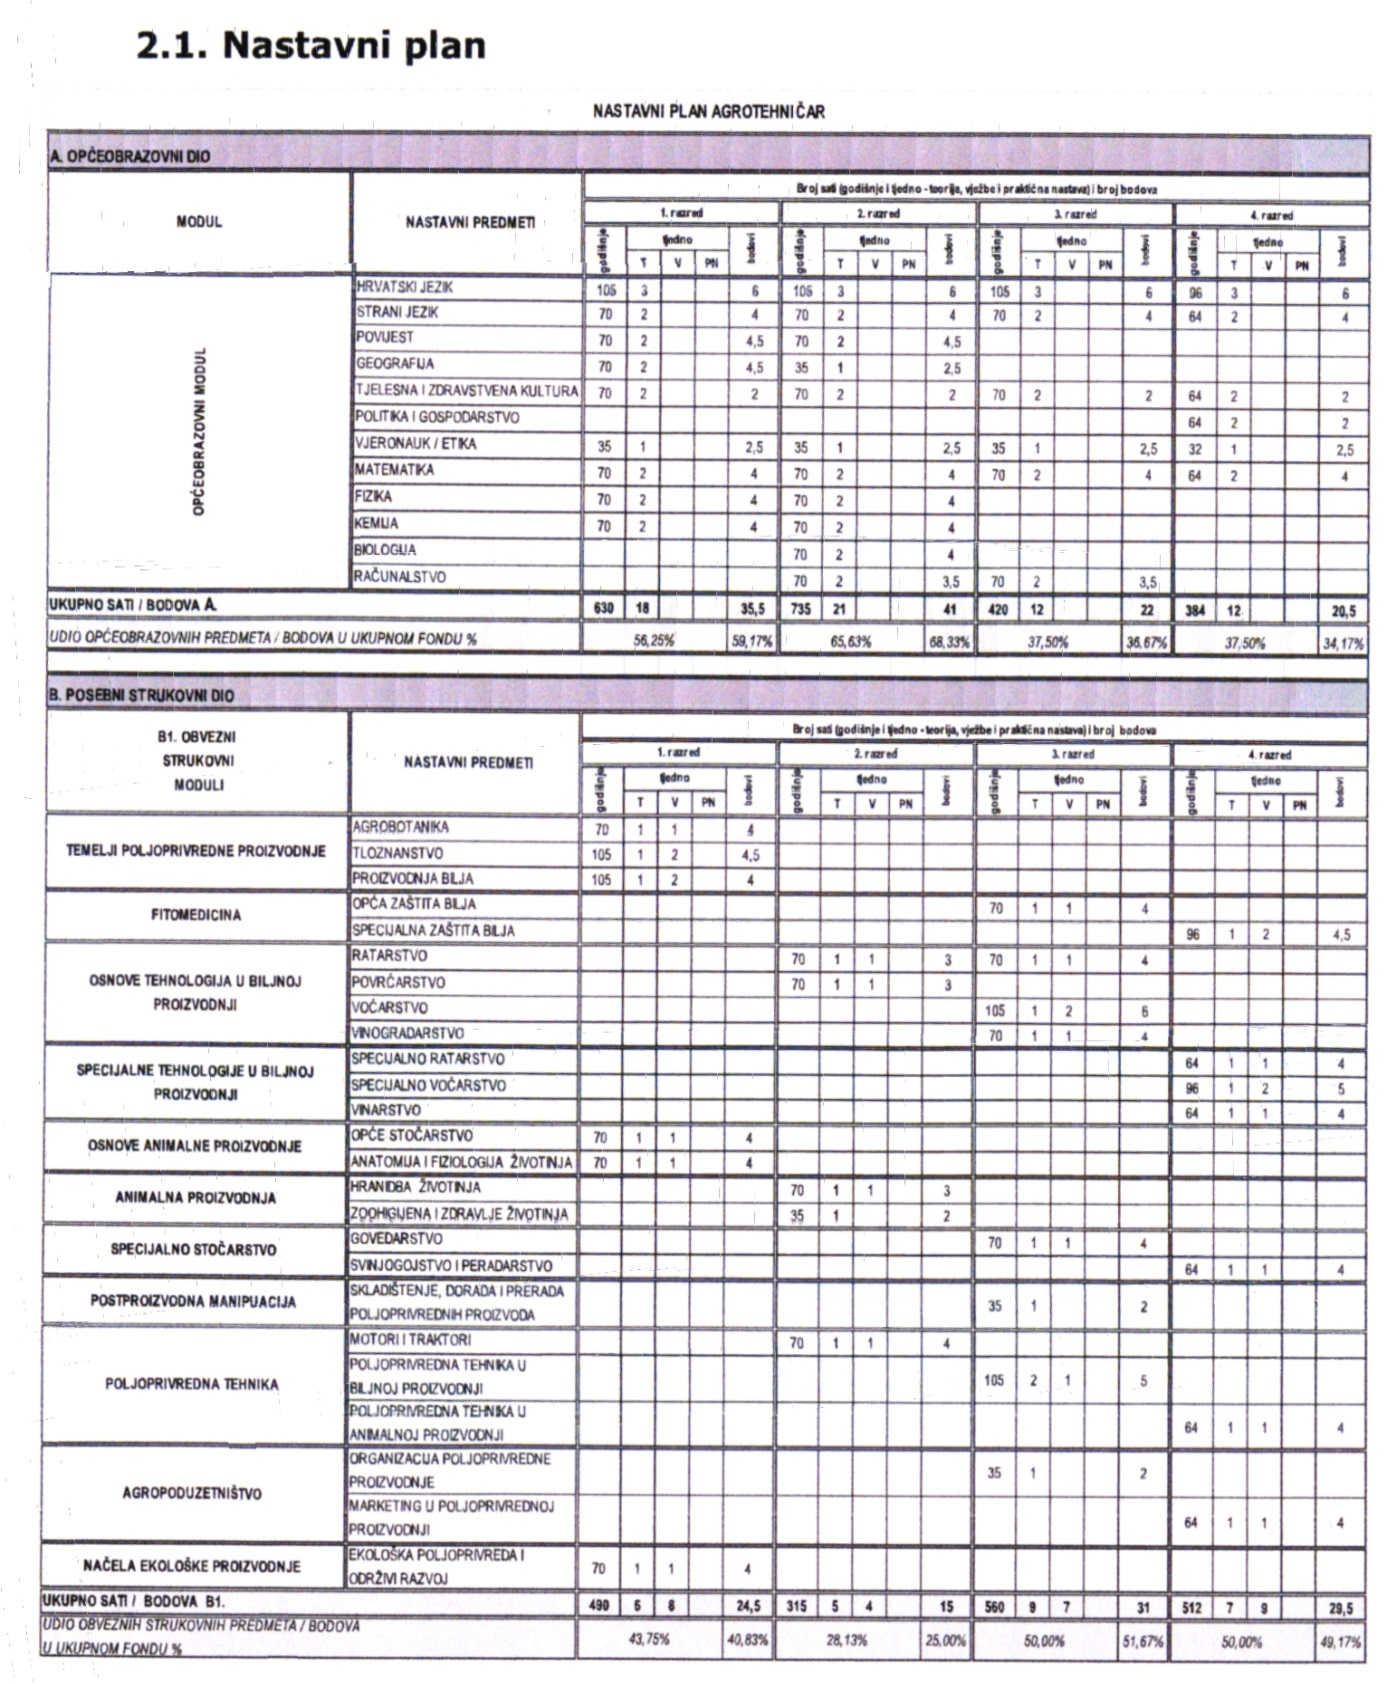 2.1. Nastavni plan
NASTAVNI PLAN AGROTEHNIČAR
A. OPĆEOBRAZOVNI DIO
MODUL NASTAVNI PREDMETI Broj sati (godišnje i tjedno - teorija, vježbe i praktična nastava) i broj bodova
1. razred 2. razred 3. razred 4. razred
godišnje tjedno bodovi godišnje tjedno bodovi godišnje tjedno bodovi godišnje tjedno bodovi
T V PN T V PN T V PN T V PN
OPĆEOBRAZOVNI MODUL
HRVATSKI JEZIK 105 3 6 105 3 6 105 3 6 96 3 6
STRANI JEZIK 70 2 4 70 2 4 70 2 4 64 2 4
POVIJEST 70 2 4,5 70 2 4,5
GEOGRAFIJA 70 2 4,5 35 1 2,5
TJELESNA I ZDRAVSTVENA KULTURA 70 2 2 70 2 2 70 2 2 64 2 2
POLITIKA I GOSPODARSTVO 64 2 2
VJERONAUK / ETIKA 35 1 2,5 35 1 2,5 35 1 2,5 32 1 2,5
MATEMATIKA 70 2 4 70 2 4 70 2 4 64 2 4
FIZIKA 70 2 4 70 2 4
KEMIJA 70 2 4 70 2 4
BIOLOGIJA 70 2 4
RAČUNALSTVO 70 2 3,5 70 2 3,5
UKUPNO SATI / BODOVA A. 630 18 35,5 735 21 41 420 12 22 384 12 20,5
UDIO OPĆEOBRAZOVNIH PREDMETA / BODOVA U UKUPNOM FONDU % 56,25% 59,17% 65,63% 68,33% 37,50% 36,67% 37,50% 34,17%
B. POSEBNI STRUKOVNI DIO
B1. OBVEZNI
STRUKOVNI
MODULI
NASTAVNI PREDMETI
Broj sati (godišnje i tjedno - teorija, vježbe i praktična nastava) i broj bodova
1. razred 2. razred 3. razred 4. razred
godišnje tjedno bodovi godišnje tjedno bodovi godišnje tjedno bodovi godišnje tjedno bodovi
T V PN T V PN T V PN T V PN
TEMELJI POLJOPRIVREDNE PROIZVODNJE
AGROBOTANIKA 70 1 1 4
TLOZNANSTVO 105 1 2 4,5
PROIZVODNJA BILJA 105 1 2 4
FITOMEDICINA
OPĆA ZAŠTITA BILJA 70 1 1 4
SPECIJALNA ZAŠTITA BILJA 96 1 2 4,5
OSNOVE TEHNOLOGIJA U BILJNOJ
PROIZVODNJI
RATARSTVO 70 1 1 3 70 1 1 4
POVRĆARSTVO 70 1 1 3
VOĆARSTVO 105 1 2 6
VINOGRADARSTVO 70 1 1 4
SPECIJALNE TEHNOLOGIJE U BILJNOJ
PROIZVODNJI
SPECIJALNO RATARSTVO 64 1 1 4
SPECIJALNO VOĆARSTVO 96 1 2 5
VINARSTVO 64 1 1 4
OSNOVE ANIMALNE PROIZVODNJE
OPĆE STOČARSTVO 70 1 1 4
ANATOMIJA I FIZIOLOGIJA ŽIVOTINJA 70 1 1 4
ANIMALNA PROIZVODNJA
HRANIDBA ŽIVOTINJA 70 1 1 3
ZOOHIGIJENA I ZDRAVLJE ŽIVOTINJA 35 1 2
SPECIJALNO STOČARSTVO
GOVEDARSTVO 70 1 1 4
SVINJOGOJSTVO I PERADARSTVO 64 1 1 4
POSTPROIZVODNA MANIPUACIJA
SKLADIŠTENJE, DORADA I PRERADA
POLJOPRIVREDNIH PROIZVODA 35 1 2
POLJOPRIVREDNA TEHNIKA
MOTORI I TRAKTORI 70 1 1 4
POLJOPRIVREDNA TEHNIKA U
BILJNOJ PROIZVODNJI 105 2 1 5
POLJOPRIVREDNA TEHNIKA U
ANIMALNOJ PROIZVODNJI 64 1 1 4
AGROPODUZETNIŠTVO
ORGANIZACIJA POLJOPRIVREDNE
PROIZVODNJE 35 1 2
MARKETING U POLJOPRIVREDNOJ
PROIZVODNJI 64 1 1 4
NAČELA EKOLOŠKE PROIZVODNJE
EKOLOŠKA POLJOPRIVREDA I
ODRŽIVI RAZVOJ 70 1 1 4
UKUPNO SATI / BODOVA B1. 490 6 8 24,5 315 5 4 15 560 9 7 31 512 7 9 29,5
UDIO OBVEZNIH STRUKOVNIH PREDMETA / BODOVA
U UKUPNOM FONDU % 43,75% 40,83% 28,13% 25,00% 50,00% 51,67% 50,00% 49,17%